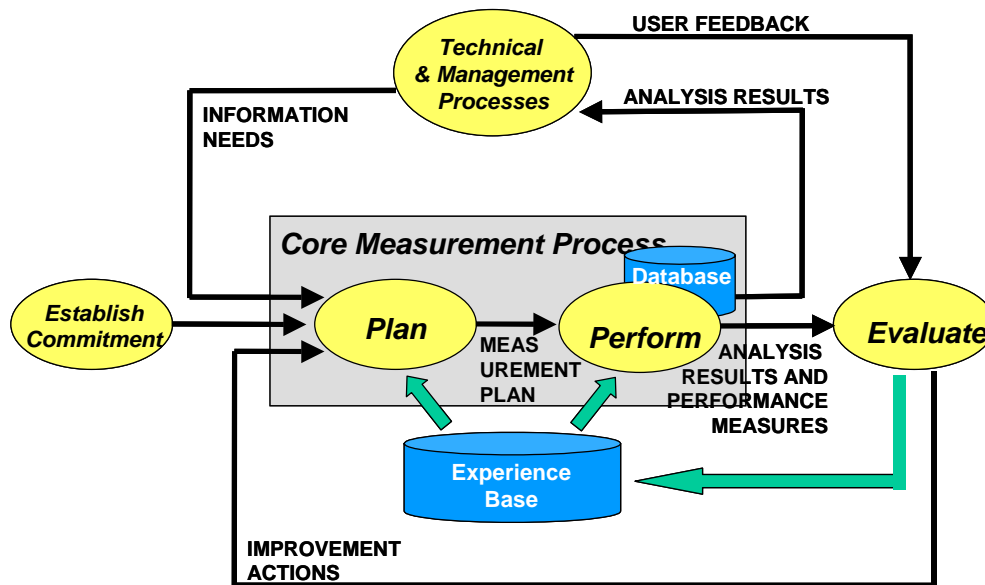 USER FEEDBACK
Technical
& Management
Processes
ANALYSIS RESULTS
INFORMATION
NEEDS
Core Measurement Process
Database
Establish
Commitment
Plan
Perform
Evaluate
MEAS
UREMENT
PLAN
ANALYSIS
RESULTS AND
PERFORMANCE
MEASURES
Experience
Base
IMPROVEMENT
ACTIONS